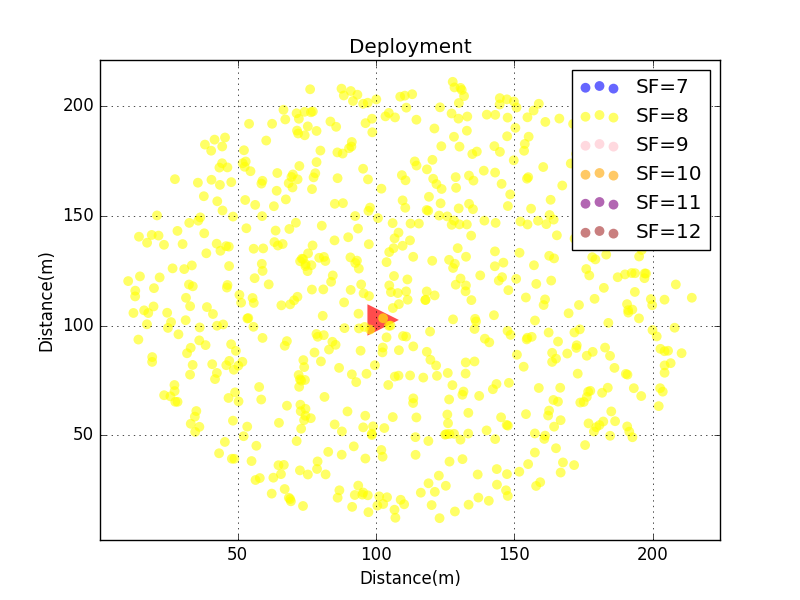 Deployment
SF=7
SF=8
SF=9
SF=10
SF=11
SF=12
200
150
100
50
Distance(m)
50 100 150 200
Distance(m)